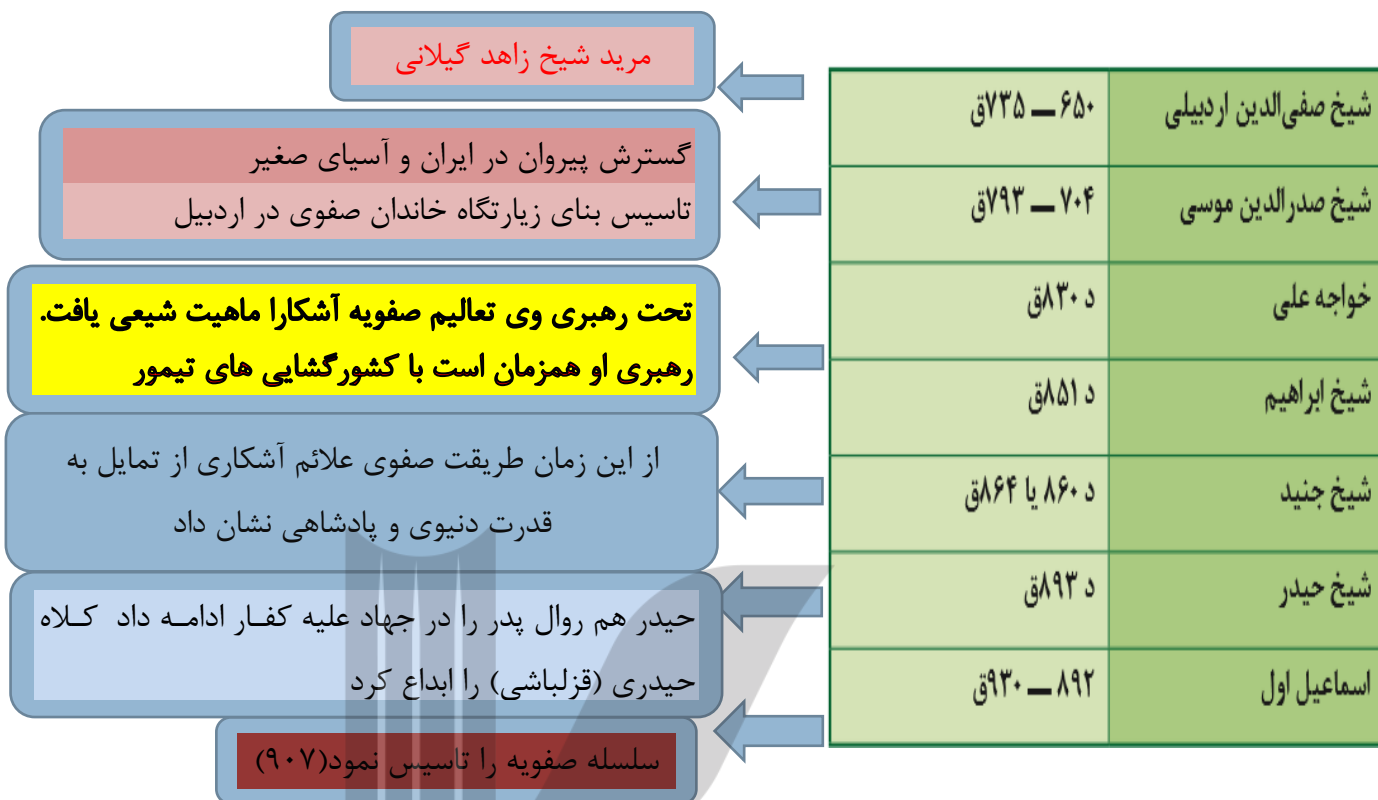 شیخ صفی‌الدین اردبیلی ۶۵۰ — ۷۳۵ق
مرید شیخ زاهد گیلانی
شیخ صدرالدین موسی ۷۰۴ — ۷۹۳ق
گسترش پیروان در ایران و آسیای صغیر
تاسیس بنای زیارتگاه خاندان صفوی در اردبیل
خواجه علی د ۸۳۰ق
تحت رهبری وی تعالیم صفویه آشکارا ماهیت شیعی یافت.
رهبری او همزمان است با کشورگشایی های تیمور
شیخ ابراهیم د ۸۵۱ق
شیخ جنید د ۸۶۰ یا ۸۶۴ق
از این زمان طریقت صفوی علائم آشکاری از تمایل به
قدرت دنیوی و پادشاهی نشان داد
شیخ حیدر د ۸۹۳ق
حیدر هم روال پدر را در جهاد علیه کفـار ادامـه داد کـلاه
حیدری (قزلباشی) را ابداع کرد
اسماعیل اول ۸۹۲ — ۹۳۰ق
سلسله صفویه را تاسیس نمود(۹۰۷)